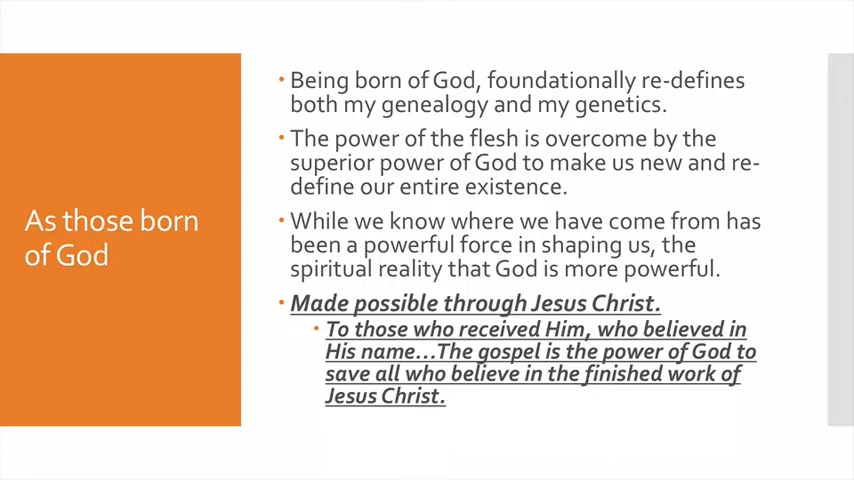 As those born
of God
• Being born of God, foundationally re-defines
both my genealogy and my genetics.
• The power of the flesh is overcome by the
superior power of God to make us new and re-
define our entire existence.
• While we know where we have come from has
been a powerful force in shaping us, the
spiritual reality that God is more powerful.
• Made possible through Jesus Christ.
• To those who received Him, who believed in
His name...The gospel is the power of God to
save all who believe in the finished work of
Jesus Christ.